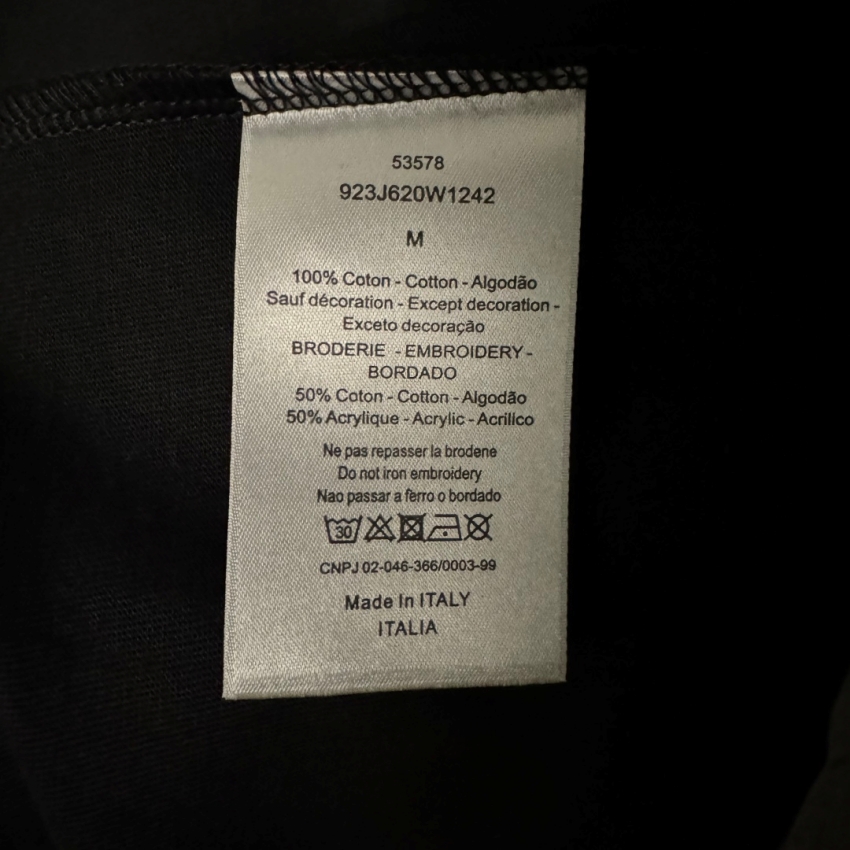 53578
923J620W1242
M
100% Coton - Cotton - Algodão
Sauf décoration - Except decoration -
Exceto decoração
BRODERIE - EMBROIDERY -
BORDADO
50% Coton - Cotton - Algodão
50% Acrylique - Acrylic - Acrilico
Ne pas repasser la brodene
Do not iron embroidery
Nao passar a ferro o bordado
30
CNPJ 02-046-366/0003-99
Made In ITALY
ITALIA